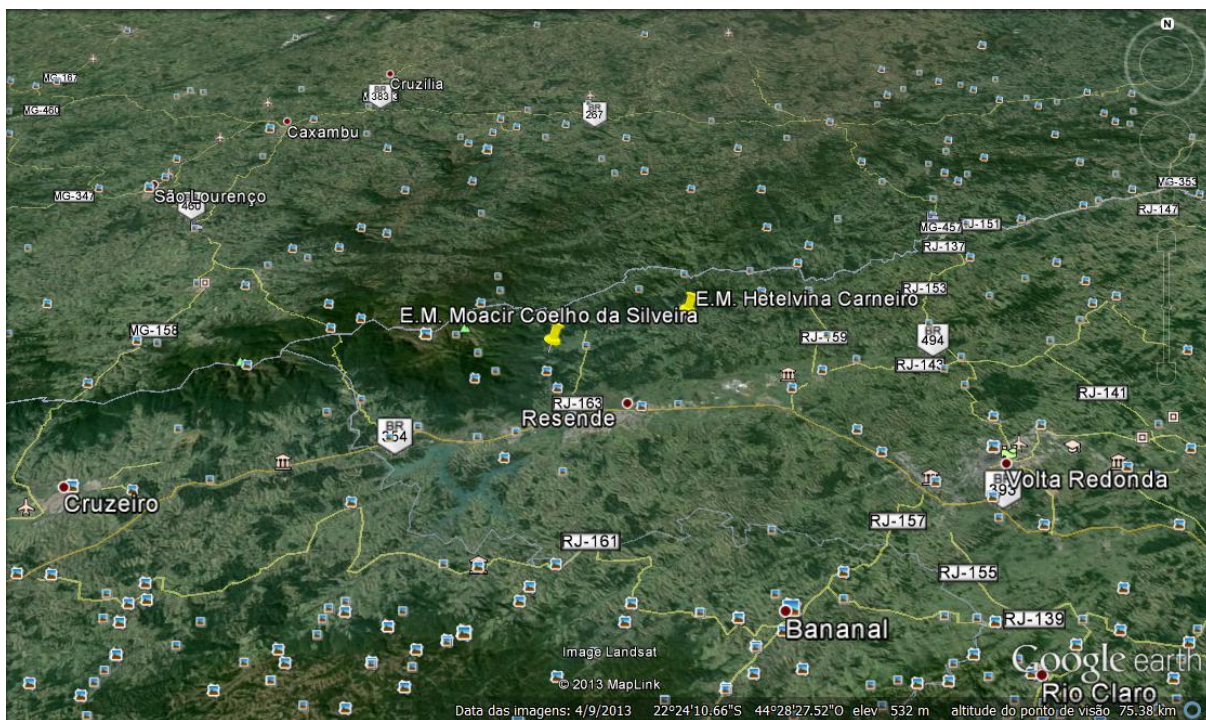 N
Cruzília
MG-167
BR
383
MG-460
BR
267
Caxambu
MG-353
São Lourenço
MG-347
460
RJ-147
MG-457
RJ-151
RJ-137
RJ-153
E.M. Hetelvina Carneiro
E.M. Moacir Coelho da Silveira
MG-158
RJ-159
BR
494
RJ-143
RJ-141
RJ-163
Resende
BR
354
Volta Redonda
BR
393
Cruzeiro
RJ-157
RJ-161
RJ-155
RJ-139
Bananal
Image Landsat
© 2013 MapLink
Google earth
Rio Claro
Data das imagens: 4/9/2013 22°24'10.66"S 44°28'27.52"O elev 532 m altitude do ponto de visão 75.38 km